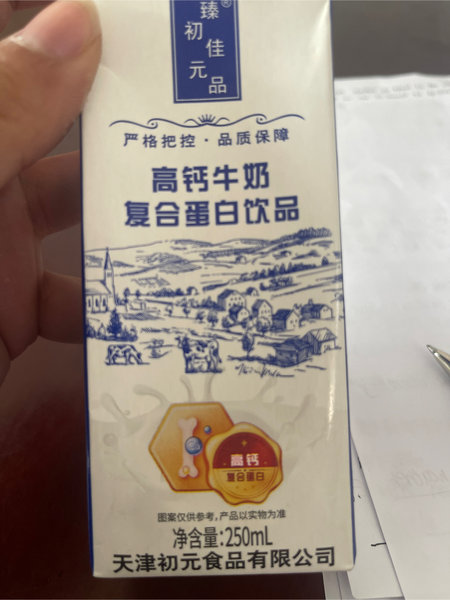 臻
佳品
初元
®
严格把控·品质保障
高钙牛奶
复合蛋白饮品
高钙
复合蛋白
图案仅供参考,产品以实物为准
净含量:250mL
天津初元食品有限公司